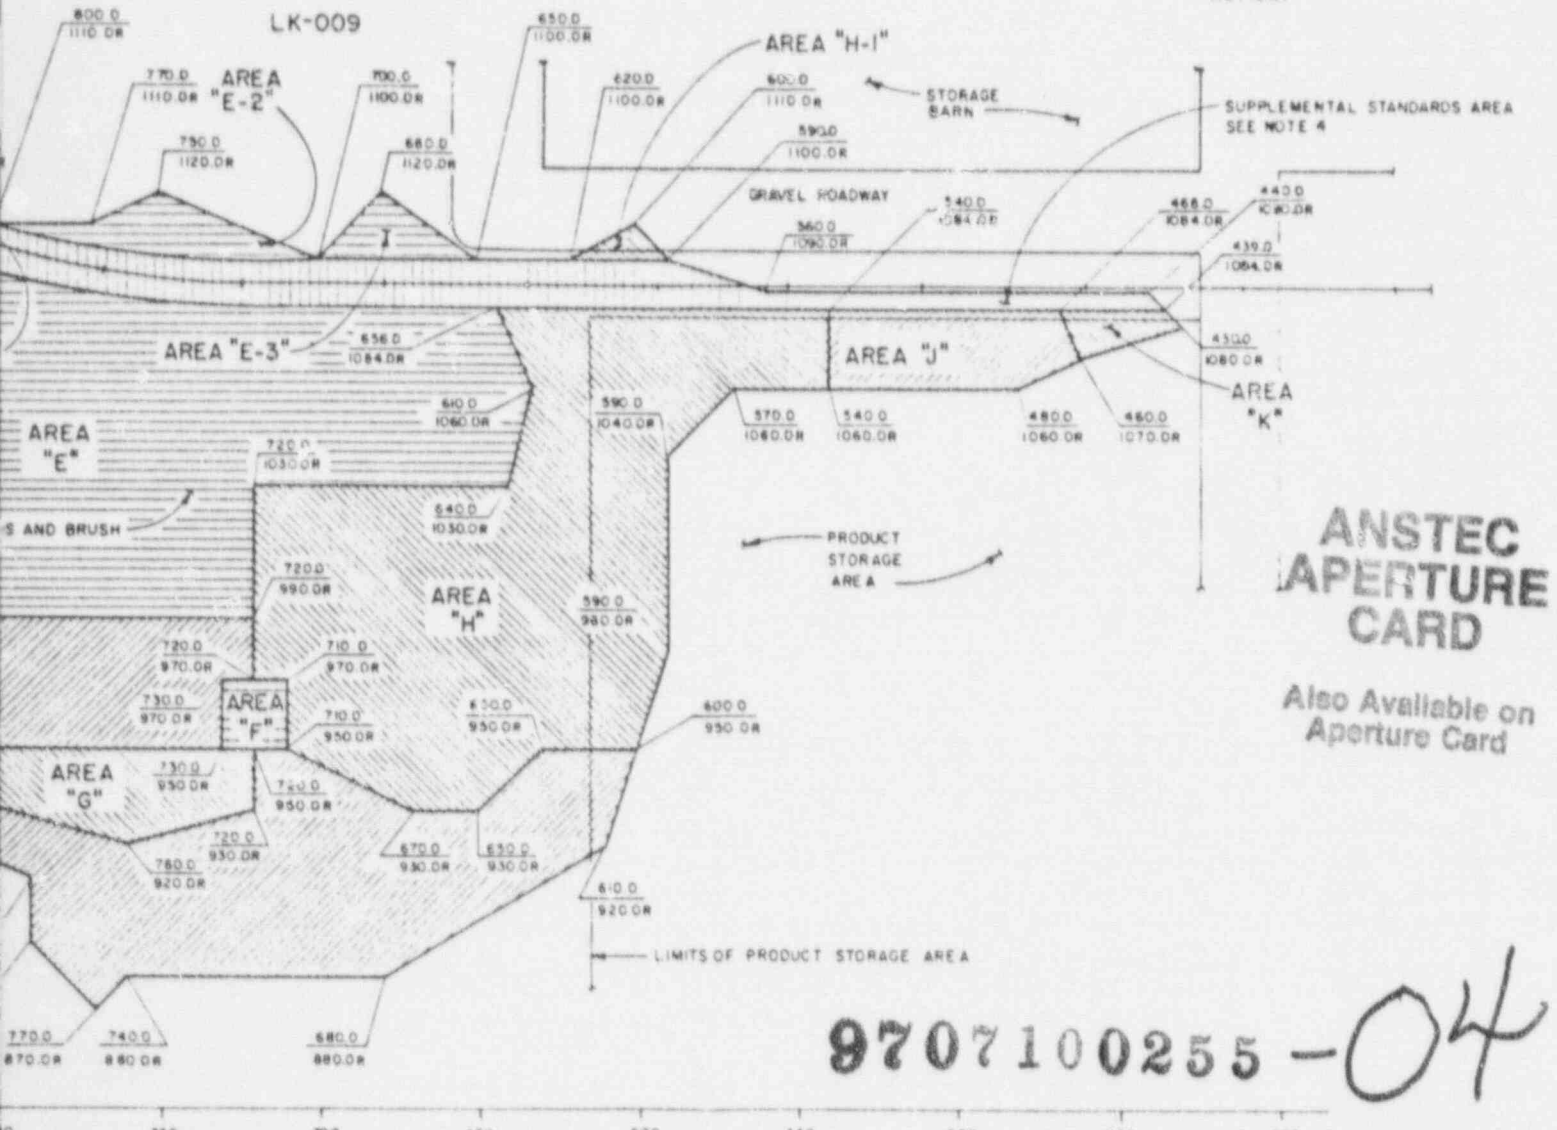 LK-009
800.0
1110.0R
650.0
1100.0R
AREA "H-1"
770.0
1110.0R
AREA
"E-2"
700.0
1100.0R
620.0
1100.0R
600.0
1110.0R
STORAGE
BARN
SUPPLEMENTAL STANDARDS AREA
SEE NOTE 4
750.0
1120.0R
680.0
1120.0R
590.0
1100.0R
GRAVEL ROADWAY
540.0
1084.0R
466.0
1084.0R
560.0
1090.0R
439.0
1084.0R
AREA "E-3"
656.0
1084.0R
AREA "J"
450.0
1080.0R
AREA
"K"
610.0
1060.0R
590.0
1040.0R
570.0
1060.0R
540.0
1060.0R
480.0
1060.0R
460.0
1070.0R
AREA
"E"
720.0
1030.0R
640.0
1030.0R
S AND BRUSH
PRODUCT
STORAGE
AREA
ANSTEC
APERTURE
CARD
720.0
990.0R
AREA
"H"
590.0
980.0R
720.0
970.0R
710.0
970.0R
Also Available on
Aperture Card
730.0
970.0R
AREA
"F"
710.0
950.0R
950.0R
600.0
950.0R
AREA
"G"
730.0
950.0R
720.0
950.0R
720.0
930.0R
760.0
920.0R
670.0
930.0R
650.0
930.0R
610.0
920.0R
LIMITS OF PRODUCT STORAGE AREA
770.0
870.0R
740.0
880.0R
680.0
880.0R
9707100255-04